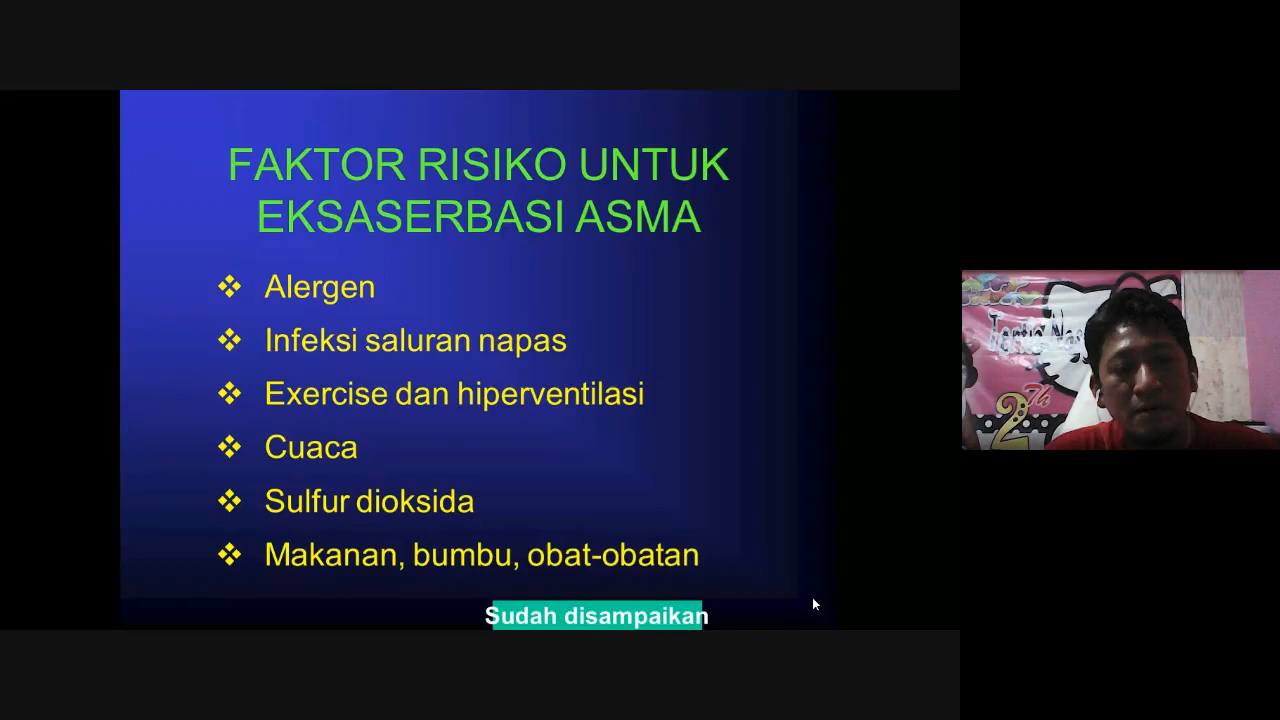 FAKTOR RISIKO UNTUK
EKSASERBASI ASMA
❖ Alergen
❖ Infeksi saluran napas
❖ Exercise dan hiperventilasi
❖ Cuaca
❖ Sulfur dioksida
❖ Makanan, bumbu, obat-obatan
Sudah disampaikan
2Th